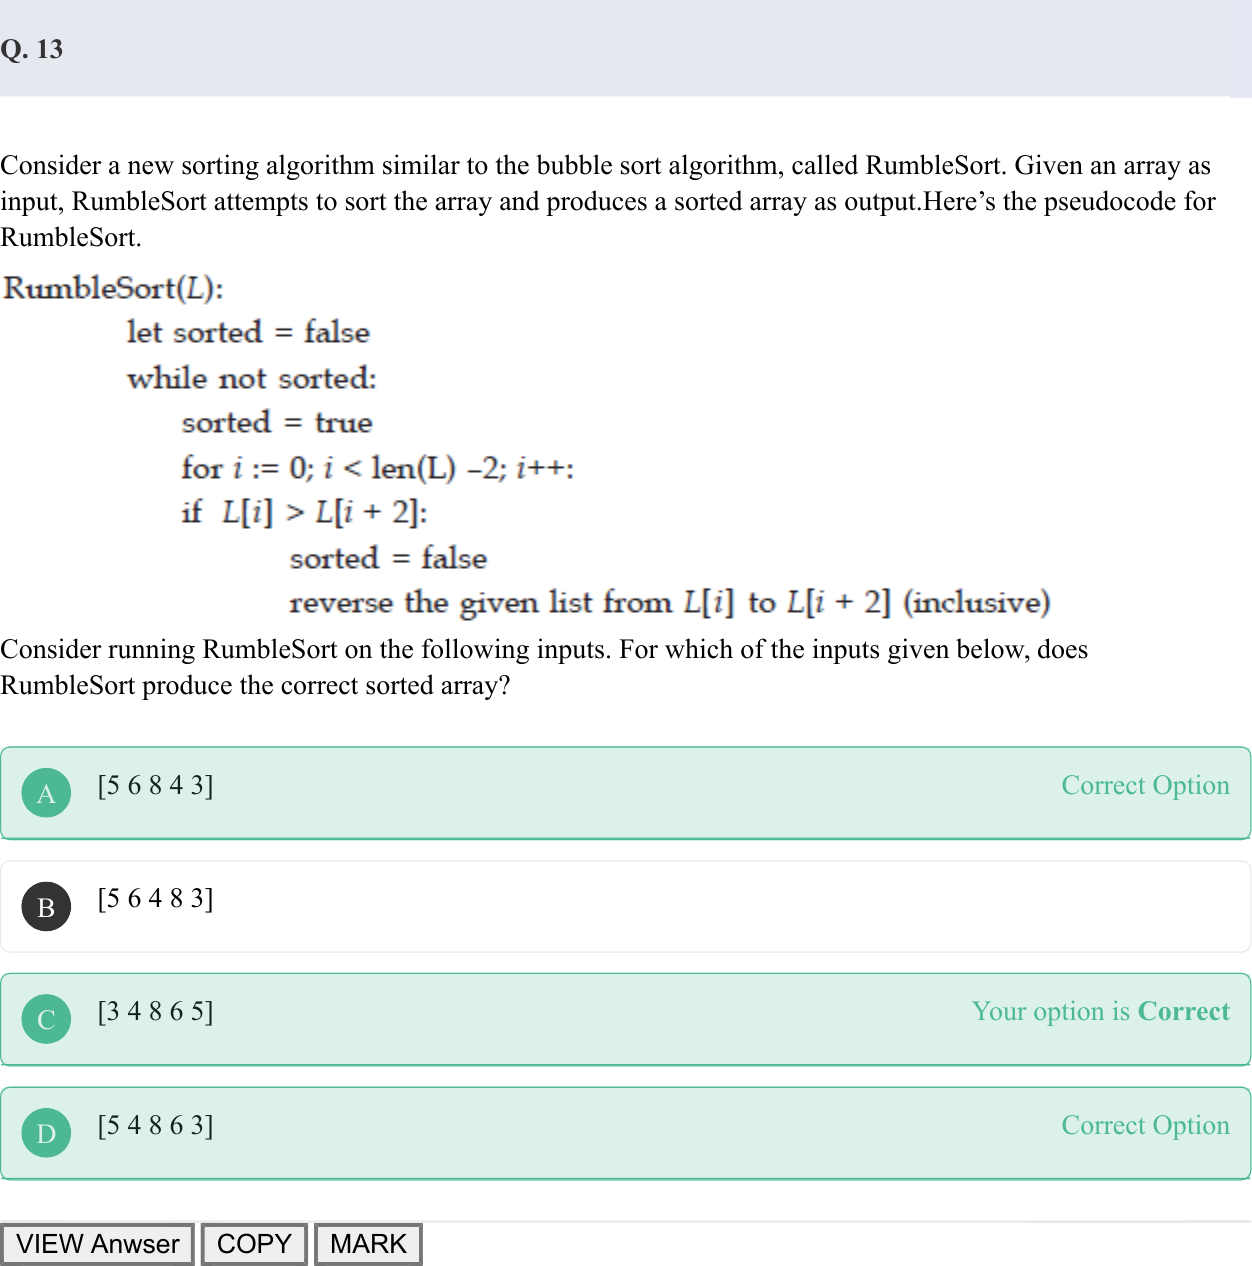 Q. 13
Consider a new sorting algorithm similar to the bubble sort algorithm, called RumbleSort. Given an array as
input, RumbleSort attempts to sort the array and produces a sorted array as output.Here’s the pseudocode for
RumbleSort.
RumbleSort(L):
let sorted = false
while not sorted:
sorted = true
for i := 0; i < len(L) –2; i++:
if L[i] > L[i + 2]:
sorted = false
reverse the given list from L[i] to L[i + 2] (inclusive)
Consider running RumbleSort on the following inputs. For which of the inputs given below, does
RumbleSort produce the correct sorted array?
A [5 6 8 4 3] Correct Option
B [5 6 4 8 3]
C [3 4 8 6 5] Your option is Correct
D [5 4 8 6 3] Correct Option
VIEW Anwser COPY MARK